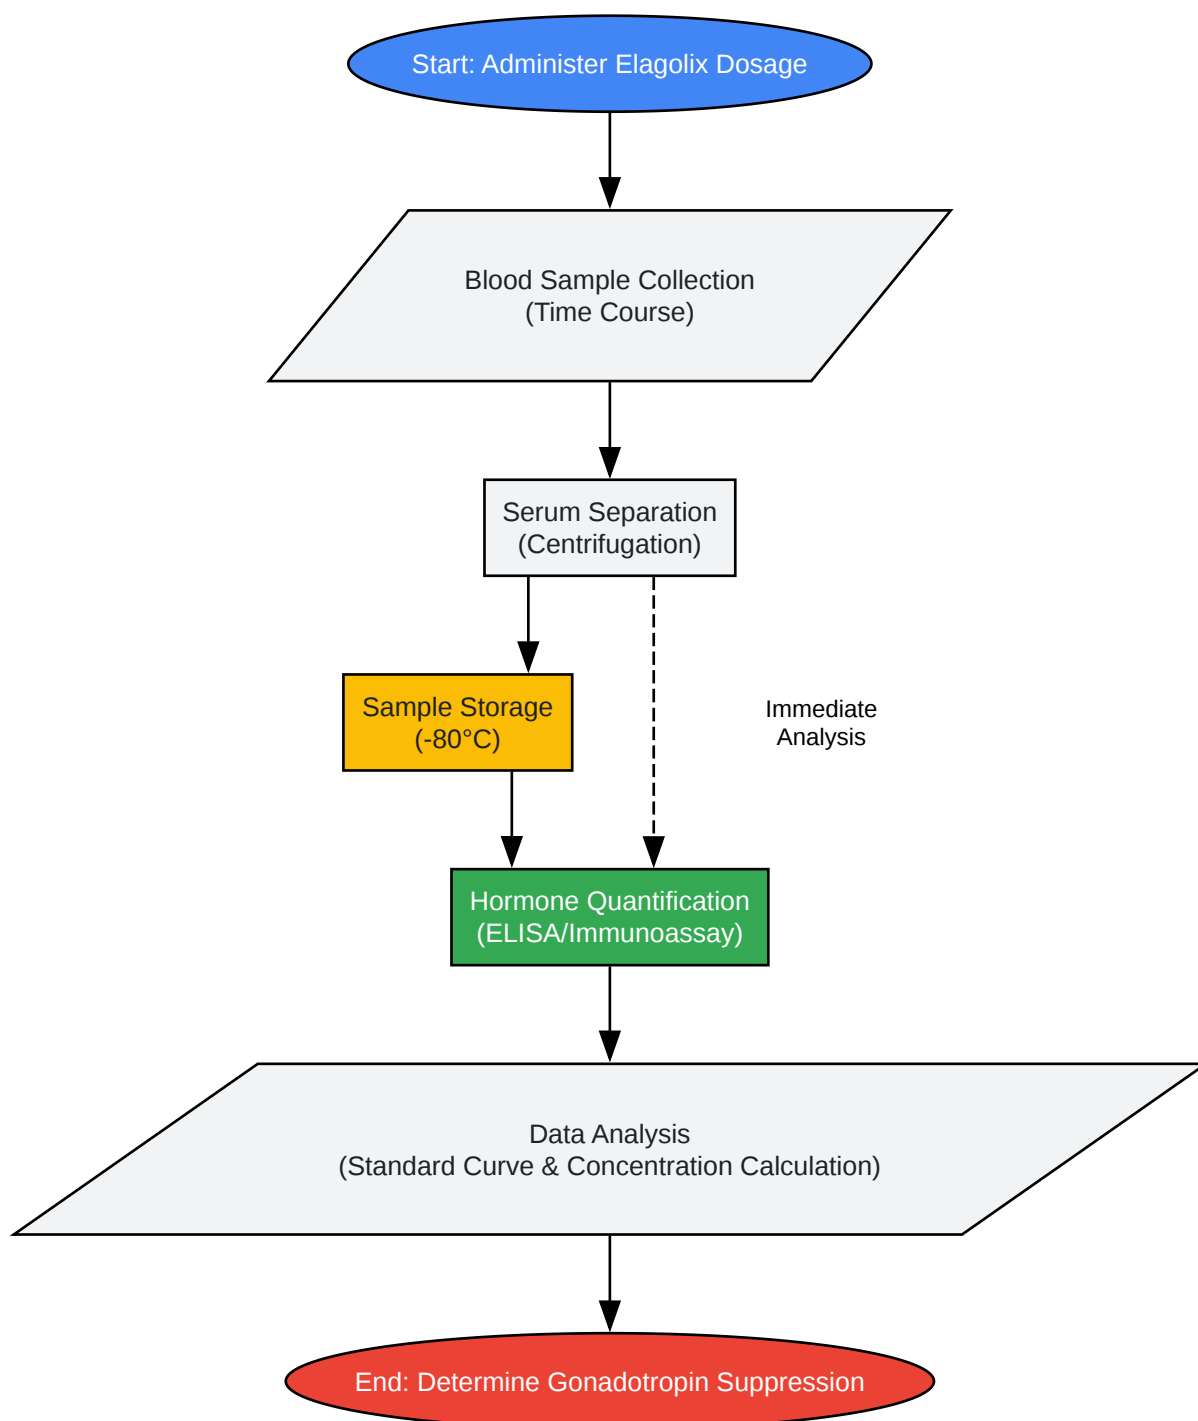 Start: Administer Elagolix Dosage
Blood Sample Collection
(Time Course)
Serum Separation
(Centrifugation)
Sample Storage
(-80°C)
Immediate
Analysis
Hormone Quantification
(ELISA/Immunoassay)
Data Analysis
(Standard Curve & Concentration Calculation)
End: Determine Gonadotropin Suppression